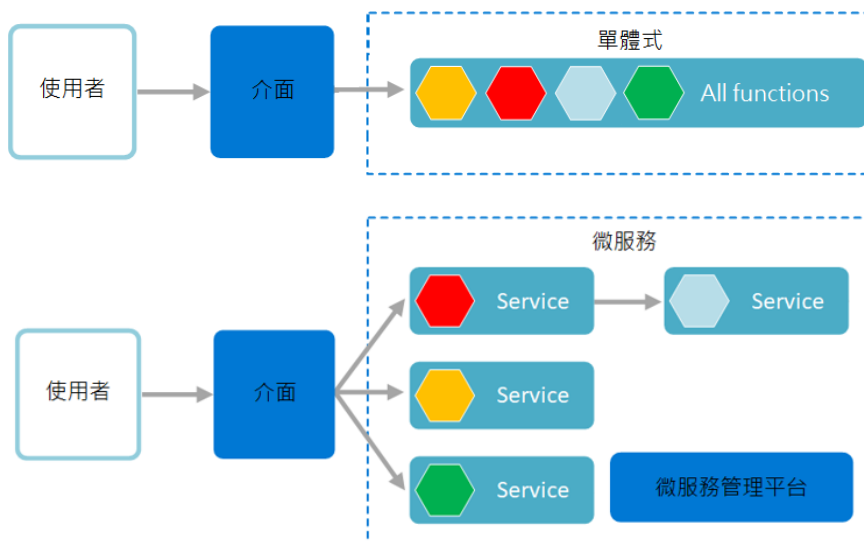 單體式
使用者
介面
All functions
微服務
Service
Service
使用者
介面
Service
Service
微服務管理平台